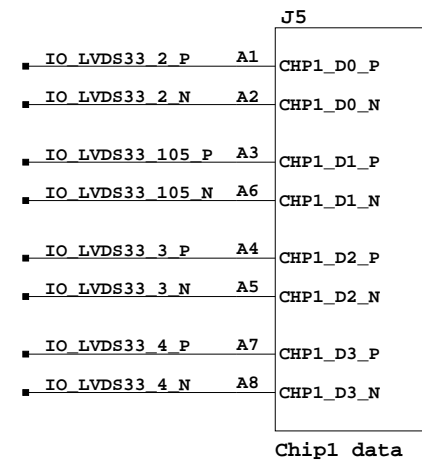 J5
IO_LVDS33_2_P A1 CHP1_D0_P
IO_LVDS33_2_N A2 CHP1_D0_N
IO_LVDS33_105_P A3 CHP1_D1_P
IO_LVDS33_105_N A6 CHP1_D1_N
IO_LVDS33_3_P A4 CHP1_D2_P
IO_LVDS33_3_N A5 CHP1_D2_N
IO_LVDS33_4_P A7 CHP1_D3_P
IO_LVDS33_4_N A8 CHP1_D3_N
Chip1 data